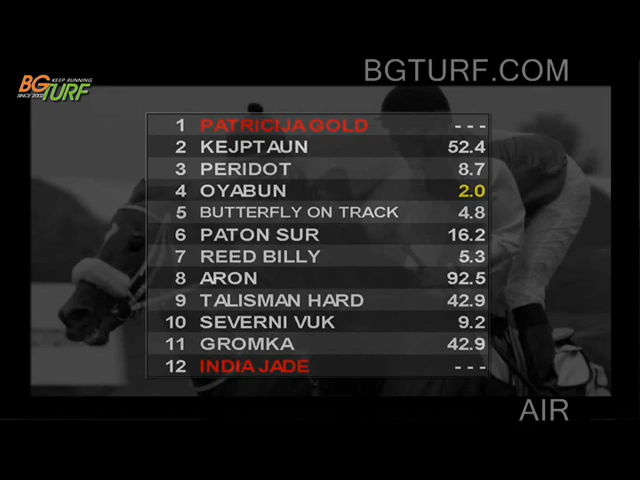 BGTURF.COM
KEEP RUNNING
BGTURF
SINCE 2002
1 PATRICIJA GOLD - - -
2 KEJPTAUN 52.4
3 PERIDOT 8.7
4 OYABUN 2.0
5 BUTTERFLY ON TRACK 4.8
6 PATON SUR 16.2
7 REED BILLY 5.3
8 ARON 92.5
9 TALISMAN HARD 42.9
10 SEVERNI VUK 9.2
11 GROMKA 42.9
12 INDIA JADE - - -
AIR